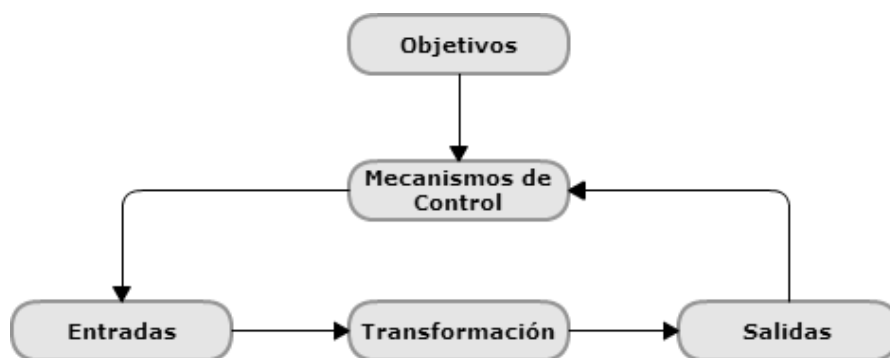 Objetivos
Mecanismos de
Control
Entradas
Transformación
Salidas